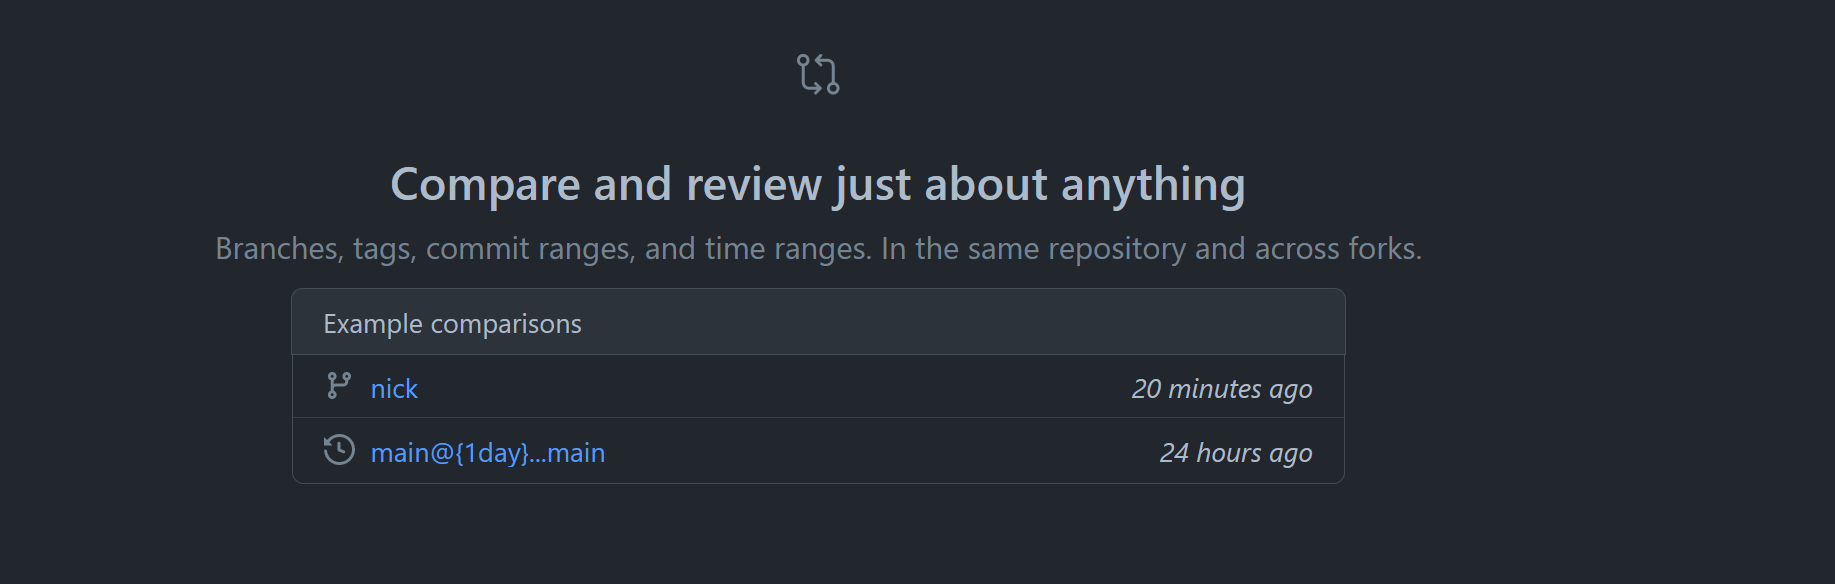 Compare and review just about anything
Branches, tags, commit ranges, and time ranges. In the same repository and across forks.
Example comparisons
nick 20 minutes ago
main@{1day}...main 24 hours ago